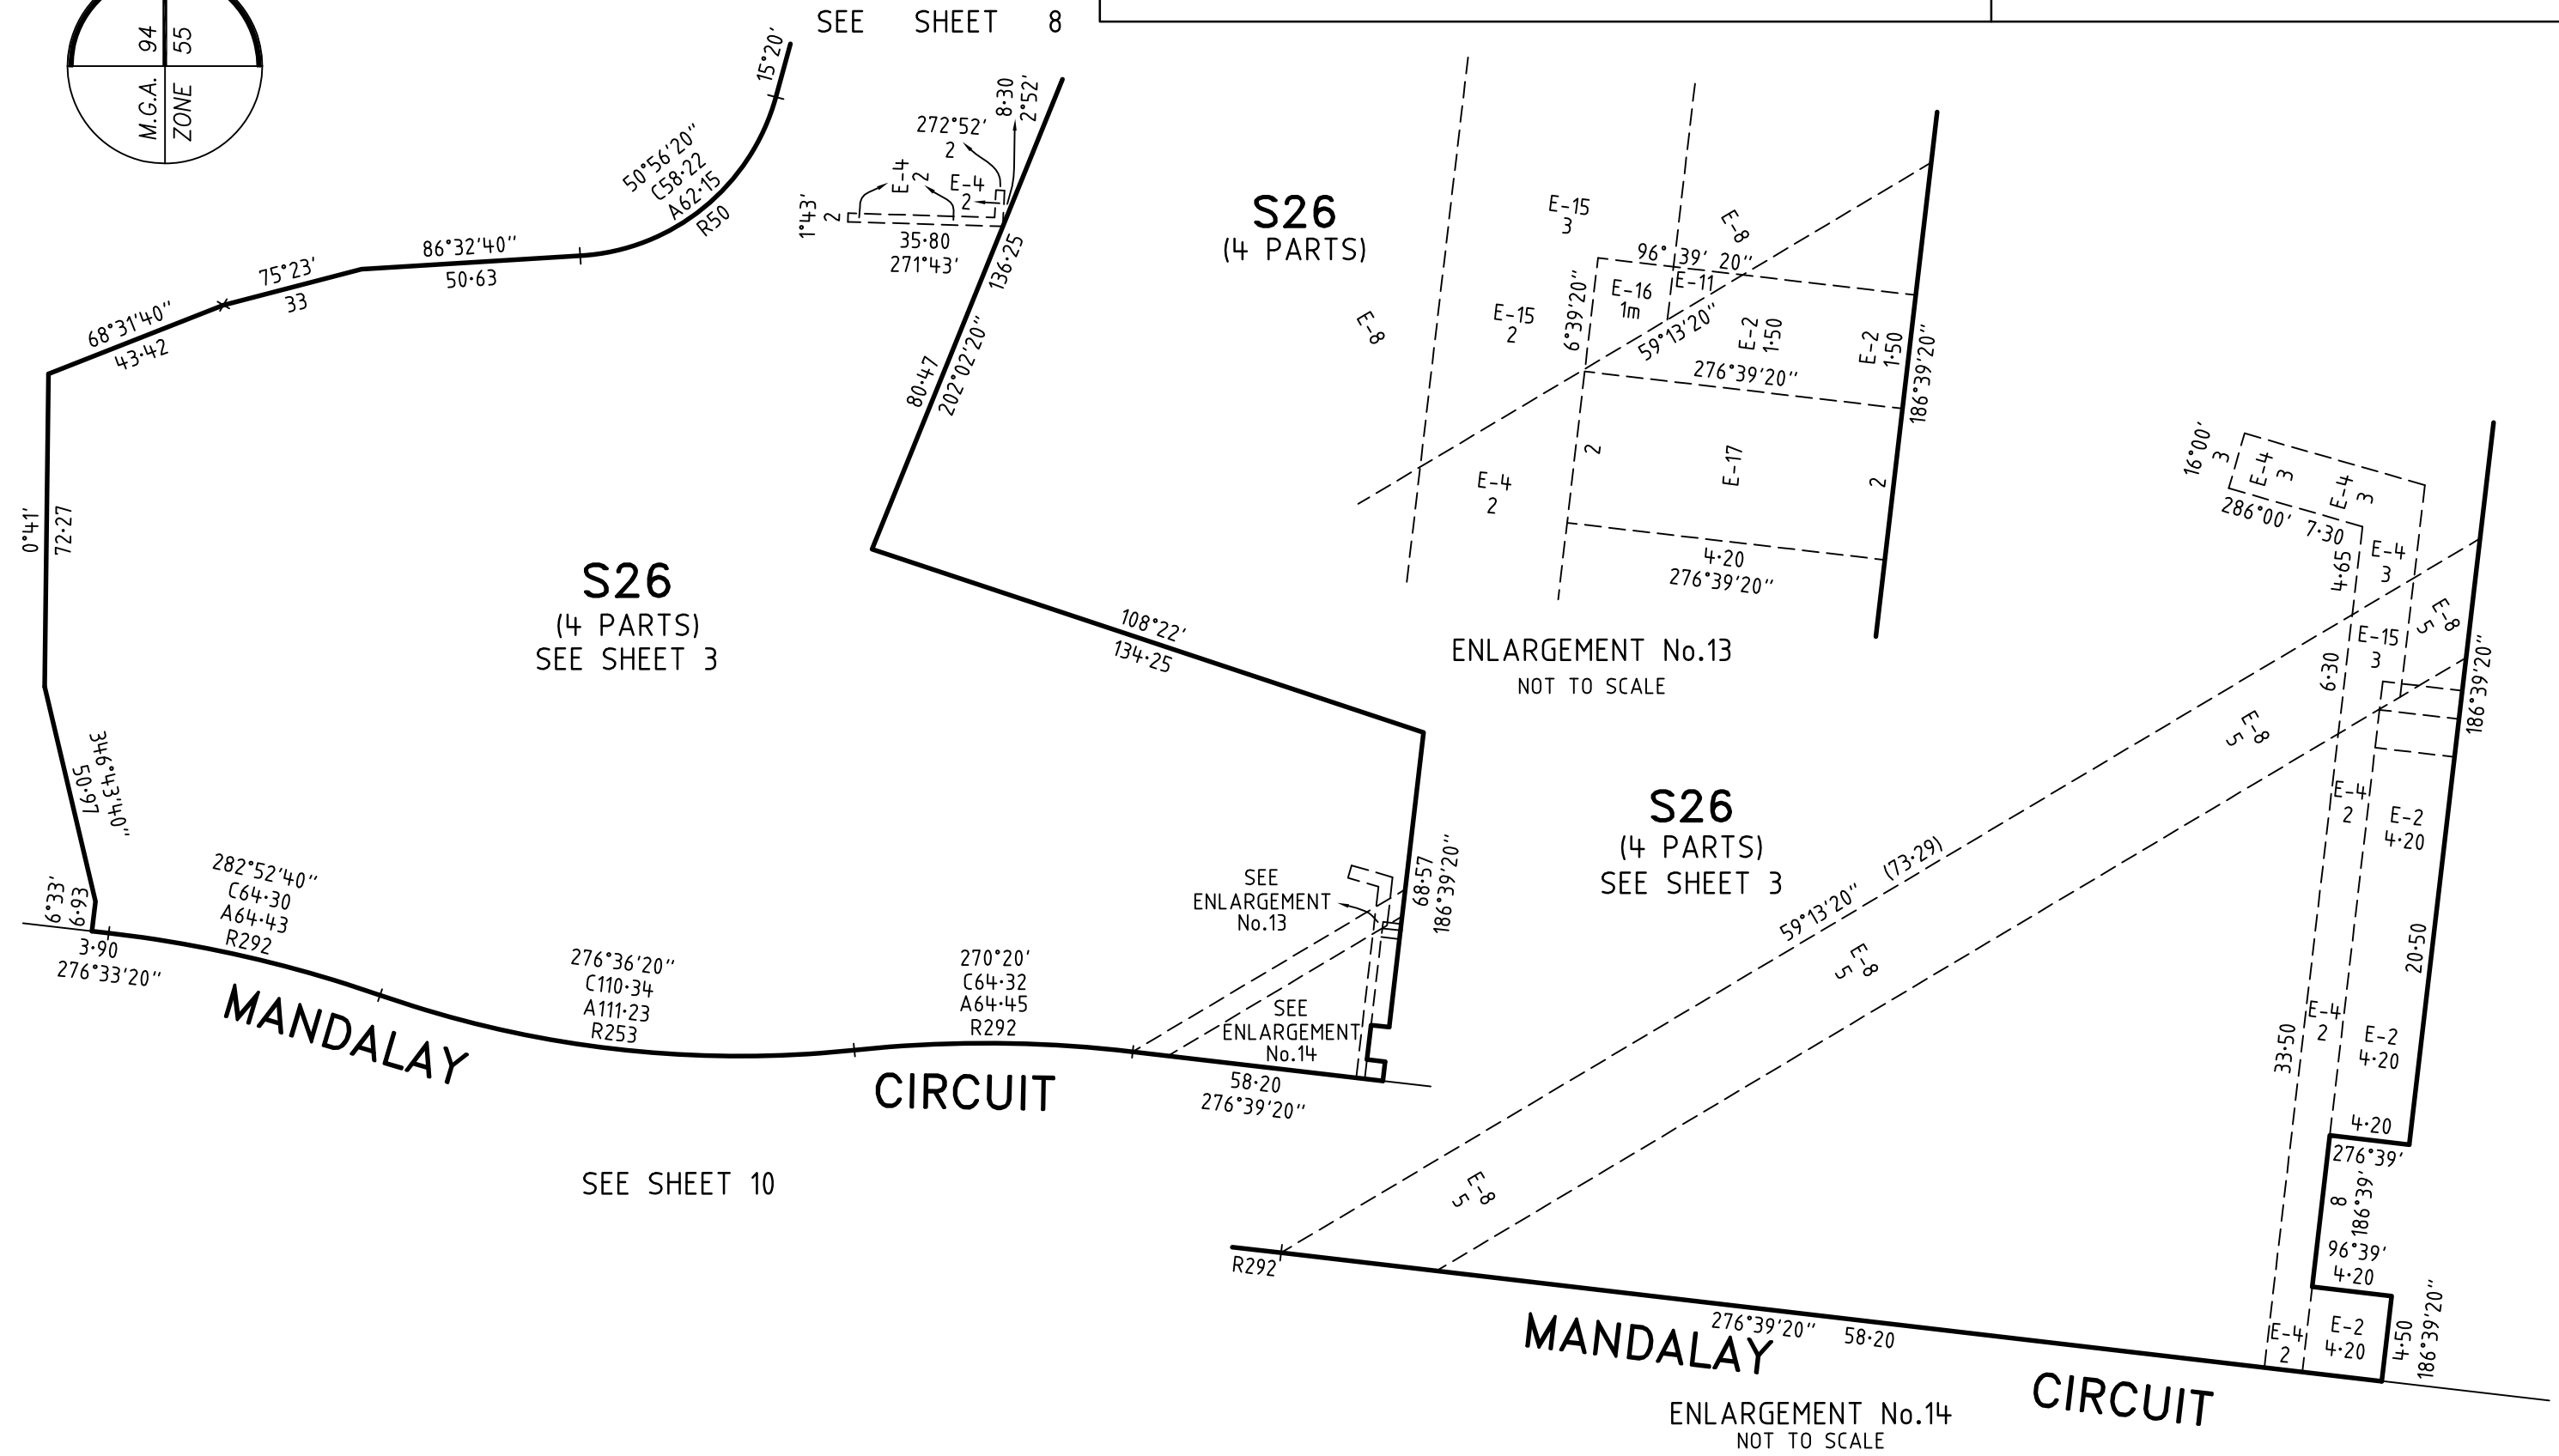 M.G.A. 94
ZONE 55
SEE SHEET 8
15°20'
50°56'20"
C58·22
A62·15
R50
86°32'40"
50·63
75°23'
33
68°31'40"
43·42
0°41'
72·27
346°43'40"
50·97
6°33'
6·93
3·90
276°33'20"
282°52'40"
C64·30
A64·43
R292
276°36'20"
C110·34
A111·23
R253
270°20'
C64·32
A64·45
R292
58·20
276°39'20"
MANDALAY CIRCUIT
SEE SHEET 10
S26
(4 PARTS)
SEE SHEET 3
8·30
2°52'
272°52'
2
E-4
2
E-4
2
1°43'
2
35·80
271°43'
136·25
80·47
202°02'20"
108°22'
134·25
68·57
186°39'20"
SEE
ENLARGEMENT
No.13
SEE
ENLARGEMENT
No.14
S26
(4 PARTS)
E-8
E-15
3
E-8
96° 39' 20"
E-11
E-16
1m
6°39'20"
E-15
2
59°13'20"
E-2
1·50
E-2
1·50
186°39'20"
276°39'20"
2
E-17
2
E-4
2
4·20
276°39'20"
ENLARGEMENT No.13
NOT TO SCALE
S26
(4 PARTS)
SEE SHEET 3
16°00'
3
E-4
3
E-4
3
286°00' 7·30
4·65
E-4
3
E-8
5
E-15
3
6·30
186°39'20"
E-8
5
E-4
2
E-2
4·20
(73·29)
59°13'20"
E-8
5
20·50
33·50
E-4
2
E-2
4·20
4·20
276°39'
8
186°39'
96°39'
4·20
E-8
5
R292
276°39'20" 58·20
E-4
2
E-2
4·20
4·50
186°39'20"
MANDALAY CIRCUIT
ENLARGEMENT No.14
NOT TO SCALE